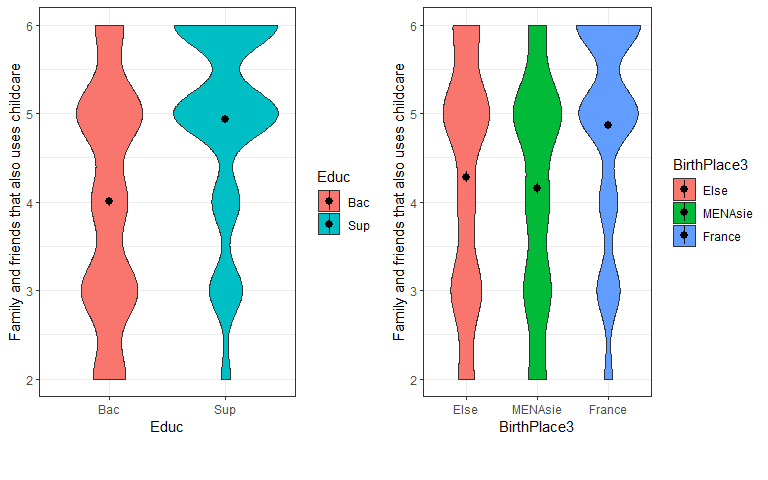 Family and friends that also uses childcare
6
5
4
3
2
Bac
Sup
Educ
Educ
Bac
Sup
Family and friends that also uses childcare
6
5
4
3
2
Else
MENAsie
France
BirthPlace3
BirthPlace3
Else
MENAsie
France